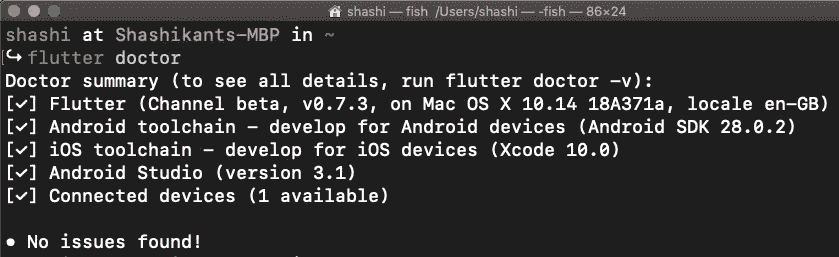 shashi — fish /Users/shashi — -fish — 86×24
shashi at Shashikants-MBP in ~
↪ flutter doctor
Doctor summary (to see all details, run flutter doctor -v):
[✓] Flutter (Channel beta, v0.7.3, on Mac OS X 10.14 18A371a, locale en-GB)
[✓] Android toolchain - develop for Android devices (Android SDK 28.0.2)
[✓] iOS toolchain - develop for iOS devices (Xcode 10.0)
[✓] Android Studio (version 3.1)
[✓] Connected devices (1 available)
• No issues found!